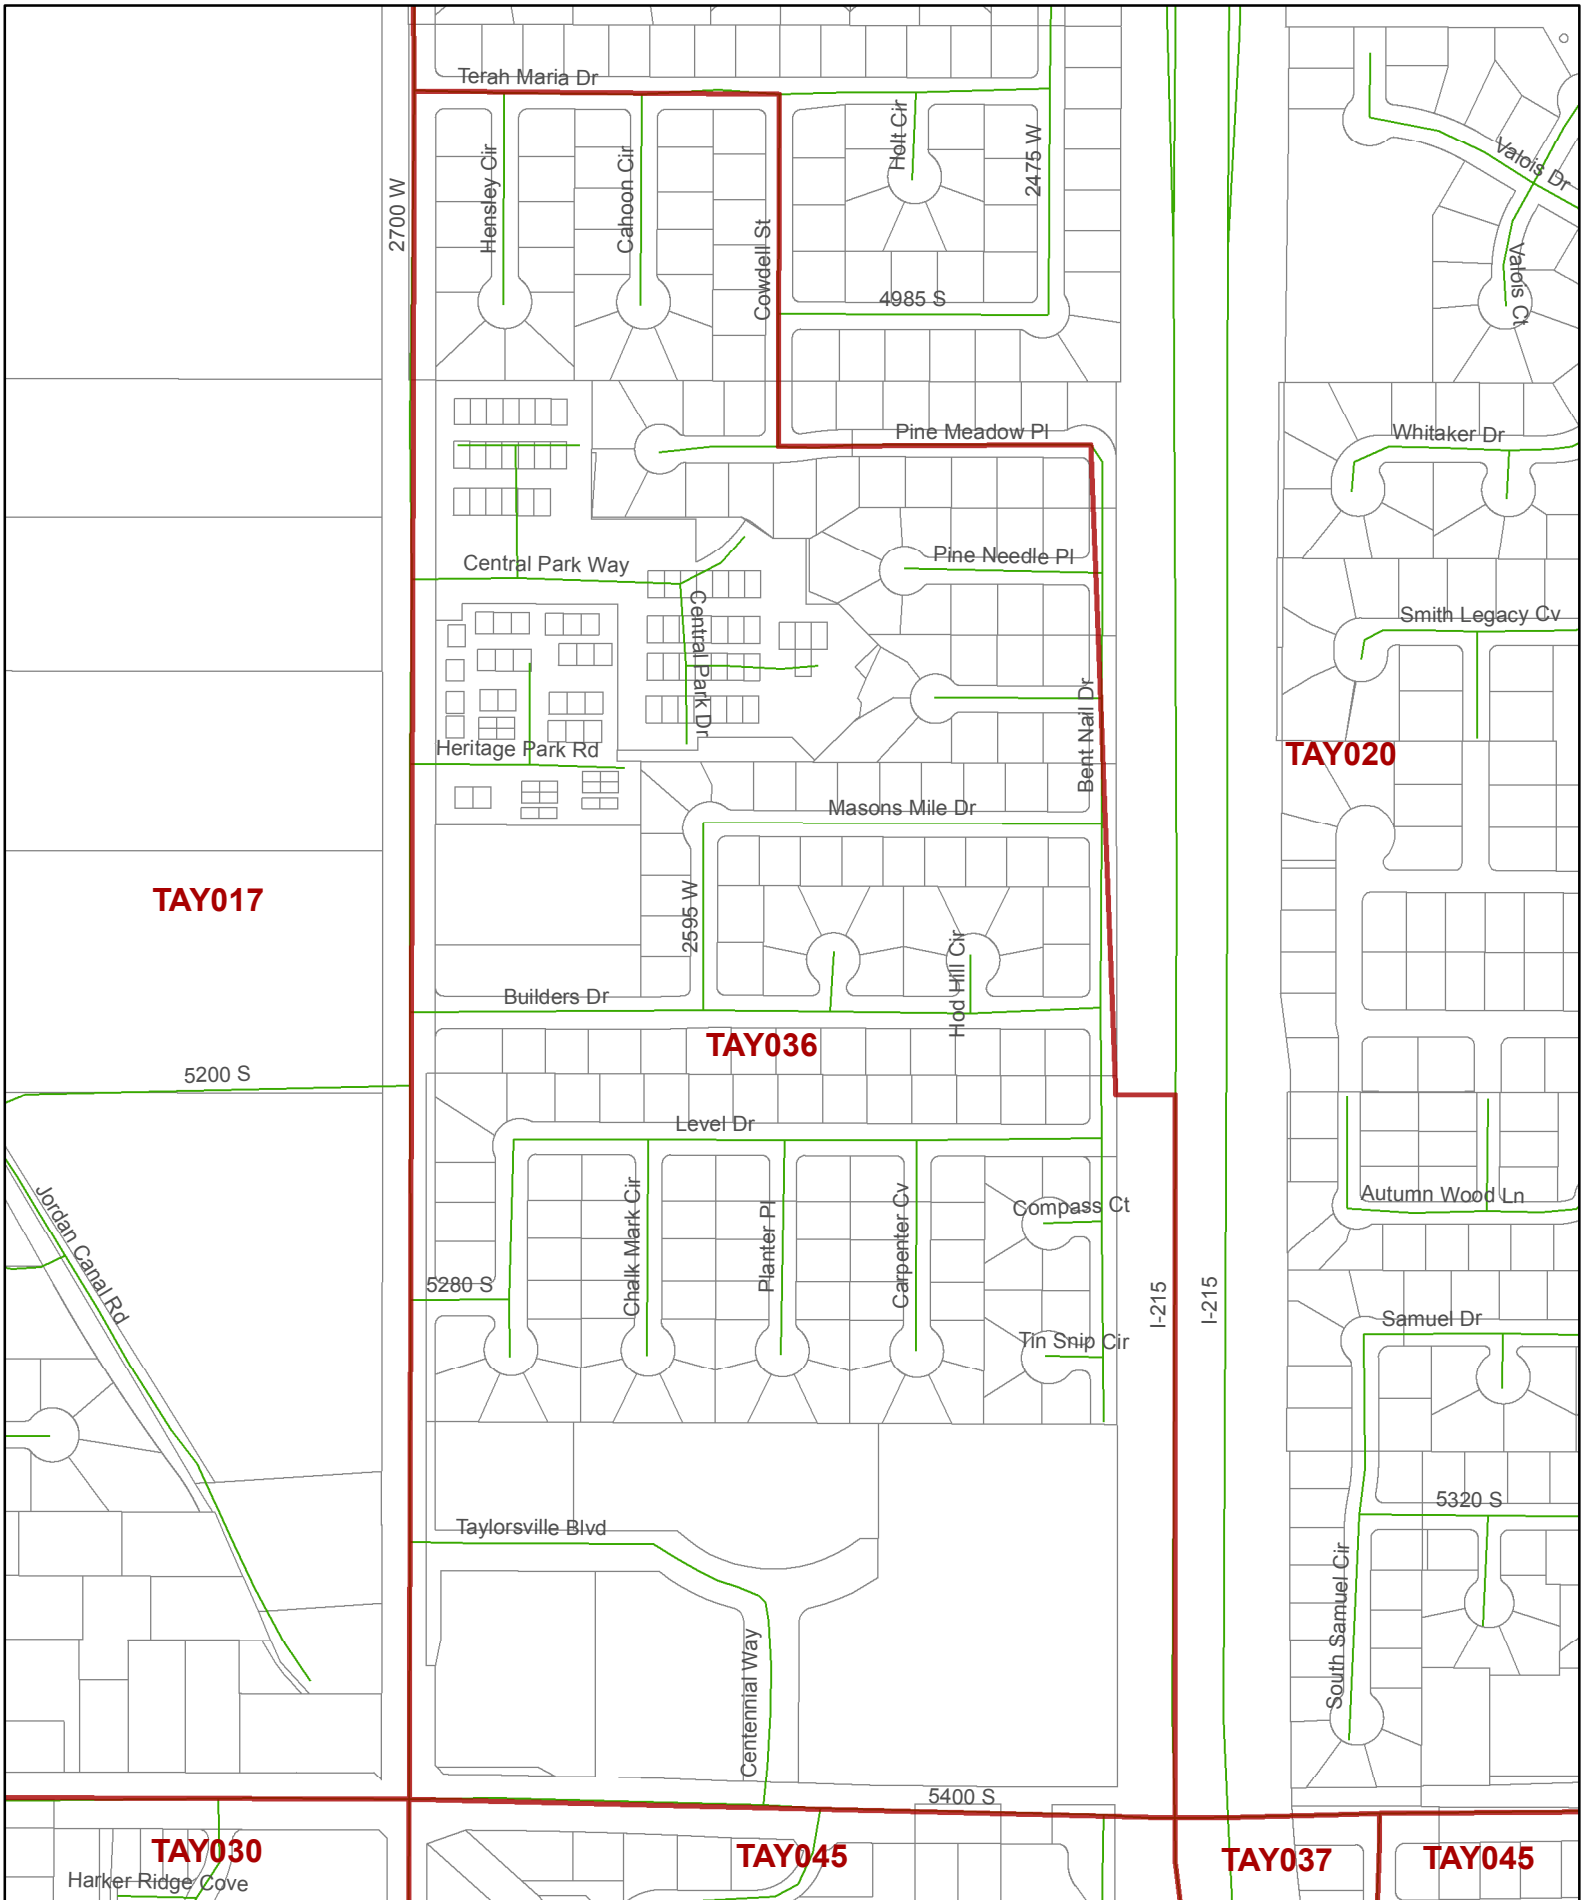 Terah Maria Dr
Hensley Cir
Cahoon Cir
Cowdell St
Holt Cir
2475 W
2700 W
Valois Dr
Valois Ct
4985 S
Pine Meadow Pl
Whitaker Dr
Central Park Way
Pine Needle Pl
Central Park Dr
Smith Legacy Cv
Bent Nail Dr
Heritage Park Rd
TAY020
Masons Mile Dr
TAY017
2595 W
Hod Hill Cir
Builders Dr
TAY036
5200 S
Level Dr
Jordan Canal Rd
Chalk Mark Cir
Planter Pl
Carpenter Cv
Compass Ct
Autumn Wood Ln
5280 S
I-215
I-215
Tin Snip Cir
Samuel Dr
5320 S
Taylorsville Blvd
South Samuel Cir
Centennial Way
5400 S
TAY030
TAY045
TAY037
TAY045
Harker Ridge Cove